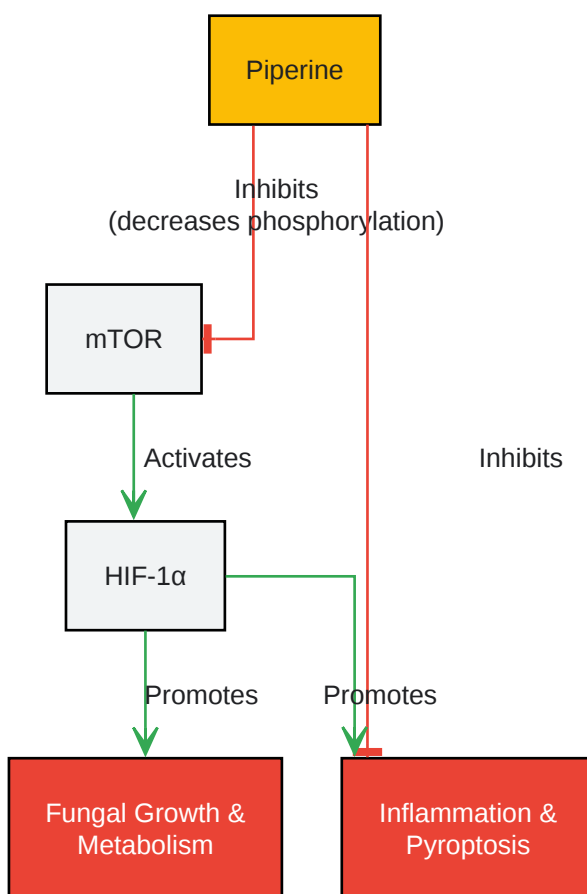 Piperine
Inhibits
(decreases phosphorylation)
mTOR
Activates
Inhibits
HIF-1α
Promotes
Promotes
Fungal Growth &
Metabolism
Inflammation &
Pyroptosis